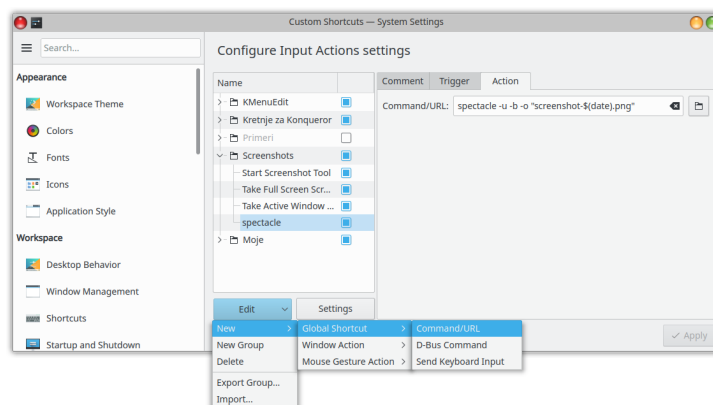 Custom Shortcuts — System Settings
Search...
Configure Input Actions settings
Appearance
Workspace Theme
Colors
Fonts
Icons
Application Style
Workspace
Desktop Behavior
Window Management
Shortcuts
Startup and Shutdown
Name
KMenuEdit
Kretnje za Konqueror
Primeri
Screenshots
Start Screenshot Tool
Take Full Screen Scr...
Take Active Window ...
spectacle
Moje
Edit
Settings
Comment
Trigger
Action
Command/URL:
spectacle -u -b -o "screenshot-$(date).png"
Apply
New
New Group
Delete
Export Group...
Import...
Global Shortcut
Window Action
Mouse Gesture Action
Command/URL
D-Bus Command
Send Keyboard Input